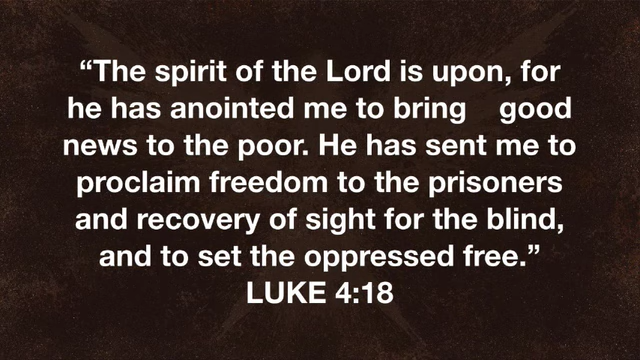 “The spirit of the Lord is upon, for
he has anointed me to bring    good
news to the poor. He has sent me to
proclaim freedom to the prisoners
and recovery of sight for the blind,
and to set the oppressed free.”
LUKE 4:18